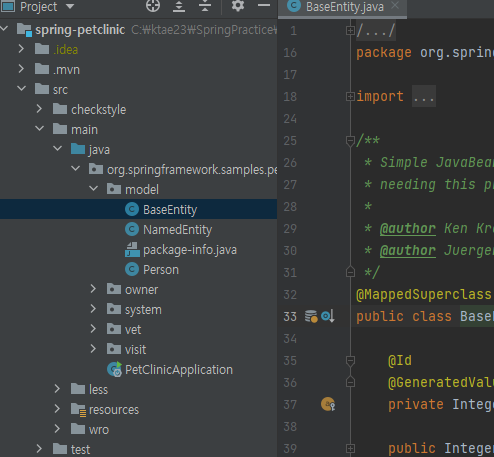 Project
BaseEntity.java
spring-petclinic C:₩ktae23₩SpringPractice₩
.idea
.mvn
src
checkstyle
main
java
org.springframework.samples.pe
model
BaseEntity
NamedEntity
package-info.java
Person
owner
system
vet
visit
PetClinicApplication
less
resources
wro
test
1 /.../
16 package org.sprin
17
18 import ...
24
25 /**
26 * Simple JavaBean
27 * needing this p
28 *
29 * @author Ken Kr
30 * @author Juerge
31 */
32 @MappedSuperclass
33 public class Base
34
35 @Id
36 @GeneratedVal
37 private Intege
38
39 public Intege